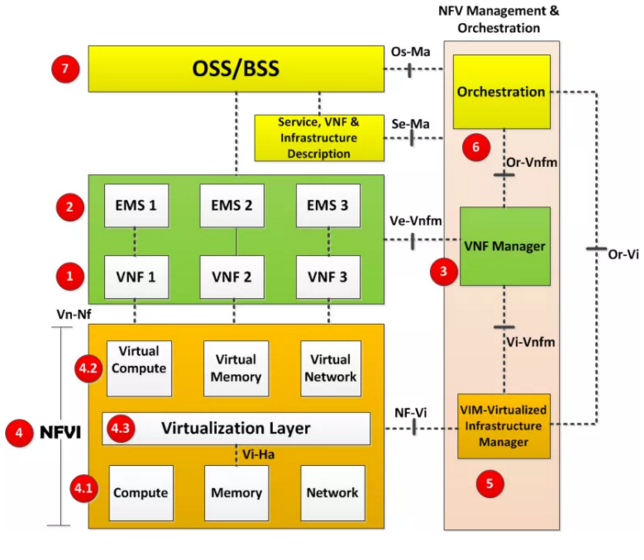 NFV Management &
Orchestration
7
OSS/BSS
Os-Ma
Orchestration
Service, VNF &
Infrastructure
Description
Se-Ma
6
Or-Vnfm
2
EMS 1
EMS 2
EMS 3
Ve-Vnfm
VNF Manager
3
Or-Vi
1
VNF 1
VNF 2
VNF 3
Vn-Nf
Vi-Vnfm
4.2
Virtual
Compute
Virtual
Memory
Virtual
Network
4
NFVI
4.3
Virtualization Layer
NF-Vi
VIM-Virtualized
Infrastructure
Manager
Vi-Ha
4.1
Compute
Memory
Network
5